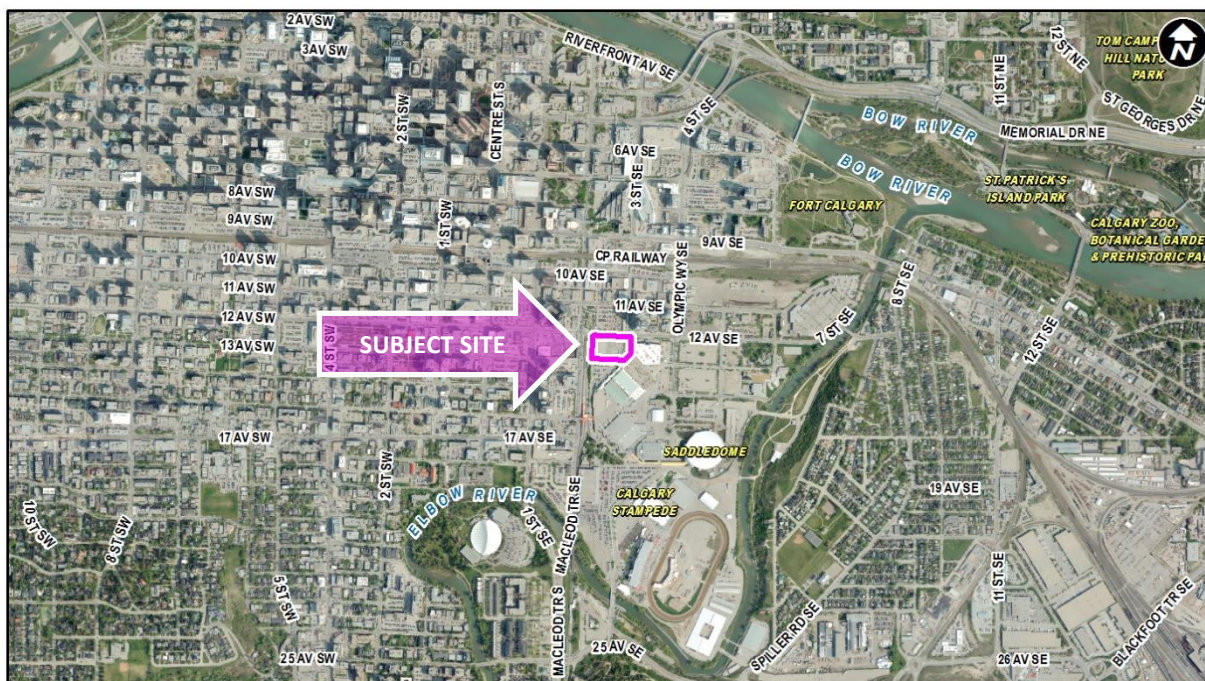 2 AV SW
3 AV SW
2 ST SW
CENTRE ST S
RIVERFRONT AV SE
4 ST SE
6 AV SE
3 ST SE
12 ST NE
TOM CAMP
HILL NATU
PARK
N
11 ST NE
ST GEORGES DR NE
MEMORIAL DR NE
BOW RIVER
BOW RIVER
ST. PATRICK'S
ISLAND PARK
FORT CALGARY
CALGARY ZOO,
BOTANICAL GARDE
& PREHISTORIC PA
8 AV SW
9 AV SW
1 ST SW
10 AV SW
11 AV SW
12 AV SW
13 AV SW
4 ST SW
CP RAILWAY
9 AV SE
10 AV SE
11 AV SE
OLYMPIC WY SE
12 AV SE
7 ST SE
8 ST SE
12 ST SE
SUBJECT SITE
17 AV SW
17 AV SE
2 ST SW
SADDLEDOME
CALGARY
STAMPEDE
19 AV SE
ELBOW RIVER
1 ST SE
MACLEOD TR SE
10 ST SW
8 ST SW
5 ST SW
25 AV SW
MACLEOD TR S
25 AV SE
SPILLER RD SE
11 ST SE
26 AV SE
BLACKFOOT TR SE